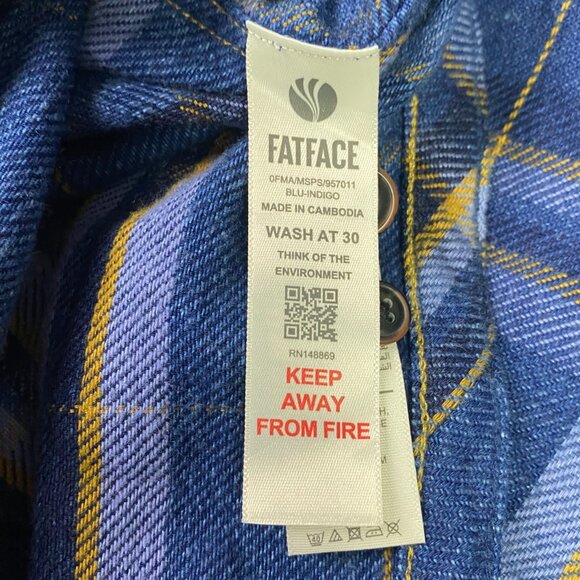 FATFACE
0FMA/MSPS/957011
BLU-INDIGO
MADE IN CAMBODIA
WASH AT 30
THINK OF THE
ENVIRONMENT
RN148869
KEEP
AWAY
FROM FIRE
40